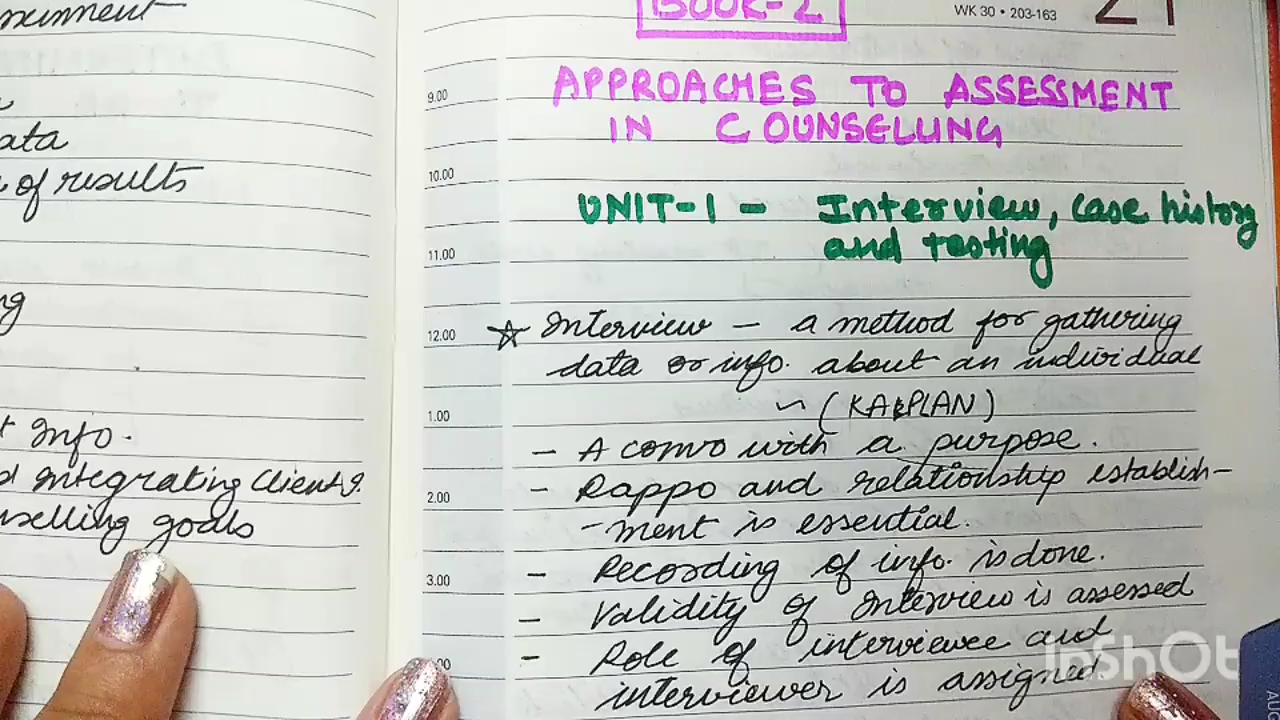 ata
of results
ng
t Info.
d integrating client I.
nselling goals
BOOK-2
WK 30 • 203-163
21
APPROACHES TO ASSESSMENT
IN COUNSELLING
UNIT-1 - Interview, case history
and testing
9.00
10.00
11.00
12.00
1.00
2.00
3.00
☆ Interview - a method for gathering
data or info. about an individual
~ (KAPLAN)
- A convo with a purpose.
- Rappo and relationship establish-
-ment is essential.
- Recording of info. is done.
- Validity of Interview is assessed
- Role of interviewee and
interviewer is assigned.
InShOt
AUG